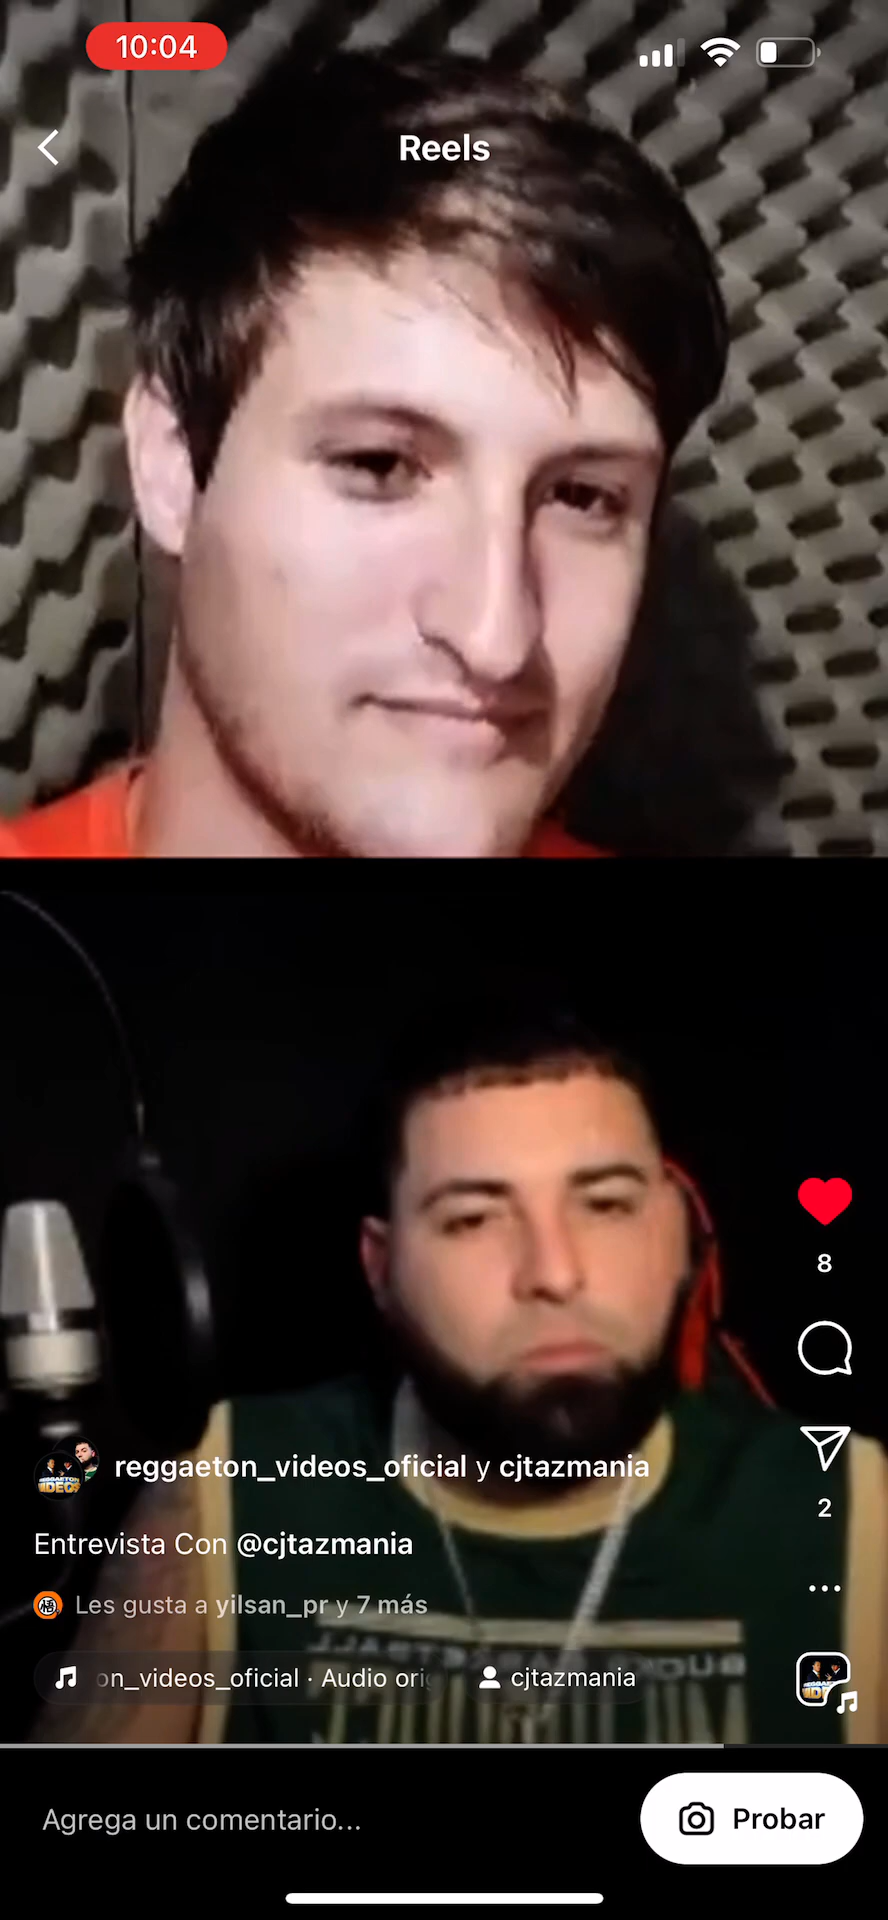 10:04
Reels
8
reggaeton_videos_oficial y cjtazmania
2
Entrevista Con @cjtazmania
Les gusta a yilsan_pr y 7 más
on_videos_oficial · Audio orig
cjtazmania
Agrega un comentario...
Probar